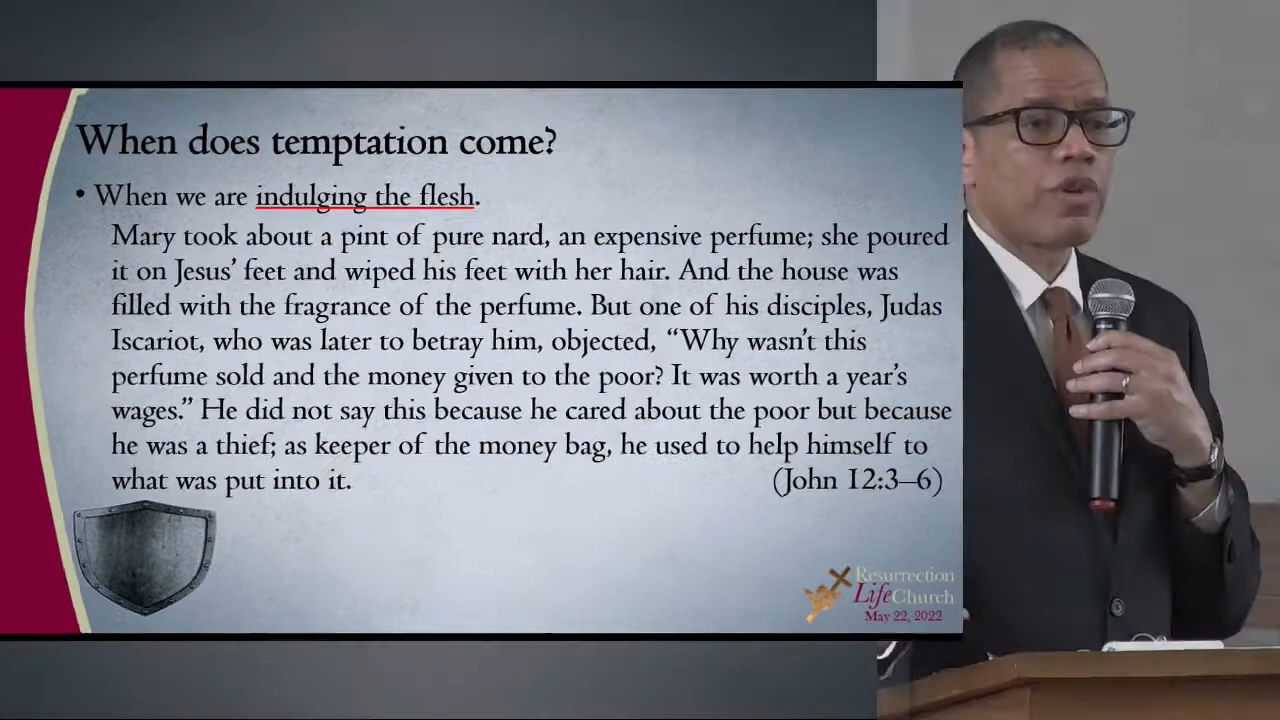 When does temptation come?
• When we are indulging the flesh.
Mary took about a pint of pure nard, an expensive perfume; she poured
it on Jesus’ feet and wiped his feet with her hair. And the house was
filled with the fragrance of the perfume. But one of his disciples, Judas
Iscariot, who was later to betray him, objected, “Why wasn’t this
perfume sold and the money given to the poor? It was worth a year’s
wages.” He did not say this because he cared about the poor but because
he was a thief; as keeper of the money bag, he used to help himself to
what was put into it. (John 12:3–6)
Resurrection
LifeChurch
May 22, 2022